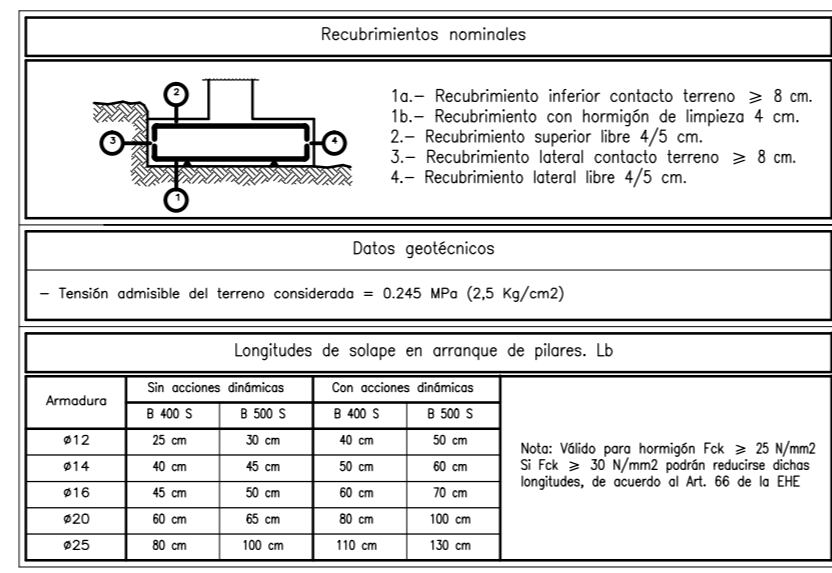 Recubrimientos nominales
2
3
4
1
1a.– Recubrimiento inferior contacto terreno ⩾ 8 cm.
1b.– Recubrimiento con hormigón de limpieza 4 cm.
2.– Recubrimiento superior libre 4/5 cm.
3.– Recubrimiento lateral contacto terreno ⩾ 8 cm.
4.– Recubrimiento lateral libre 4/5 cm.
Datos geotécnicos
– Tensión admisible del terreno considerada = 0.245 MPa (2,5 Kg/cm2)
Longitudes de solape en arranque de pilares. Lb
Armadura Sin acciones dinámicas Con acciones dinámicas
B 400 S B 500 S B 400 S B 500 S
ø12 25 cm 30 cm 40 cm 50 cm
ø14 40 cm 45 cm 50 cm 60 cm
ø16 45 cm 50 cm 60 cm 70 cm
ø20 60 cm 65 cm 80 cm 100 cm
ø25 80 cm 100 cm 110 cm 130 cm
Nota: Válido para hormigón Fck ⩾ 25 N/mm2
Si Fck ⩾ 30 N/mm2 podrán reducirse dichas
longitudes, de acuerdo al Art. 66 de la EHE